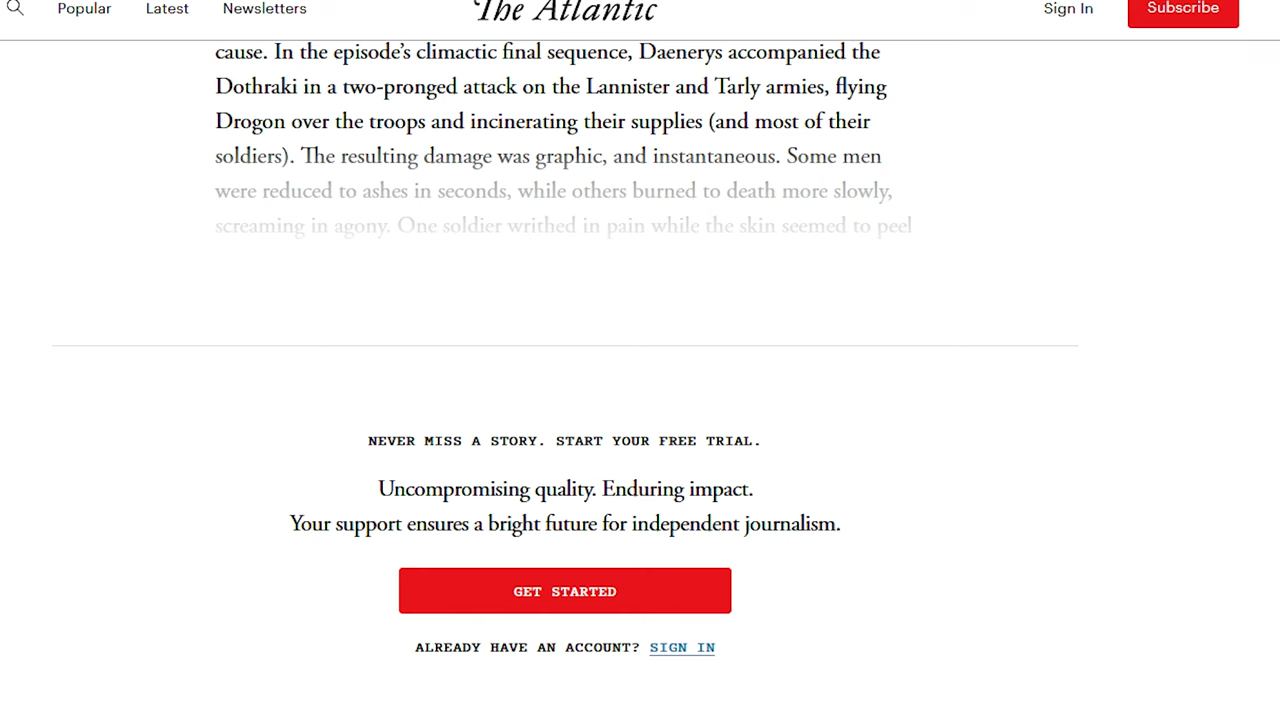 Popular Latest Newsletters The Atlantic Sign In Subscribe
cause. In the episode’s climactic final sequence, Daenerys accompanied the
Dothraki in a two-pronged attack on the Lannister and Tarly armies, flying
Drogon over the troops and incinerating their supplies (and most of their
soldiers). The resulting damage was graphic, and instantaneous. Some men
were reduced to ashes in seconds, while others burned to death more slowly,
screaming in agony. One soldier writhed in pain while the skin seemed to peel
NEVER MISS A STORY. START YOUR FREE TRIAL.
Uncompromising quality. Enduring impact.
Your support ensures a bright future for independent journalism.
GET STARTED
ALREADY HAVE AN ACCOUNT? SIGN IN